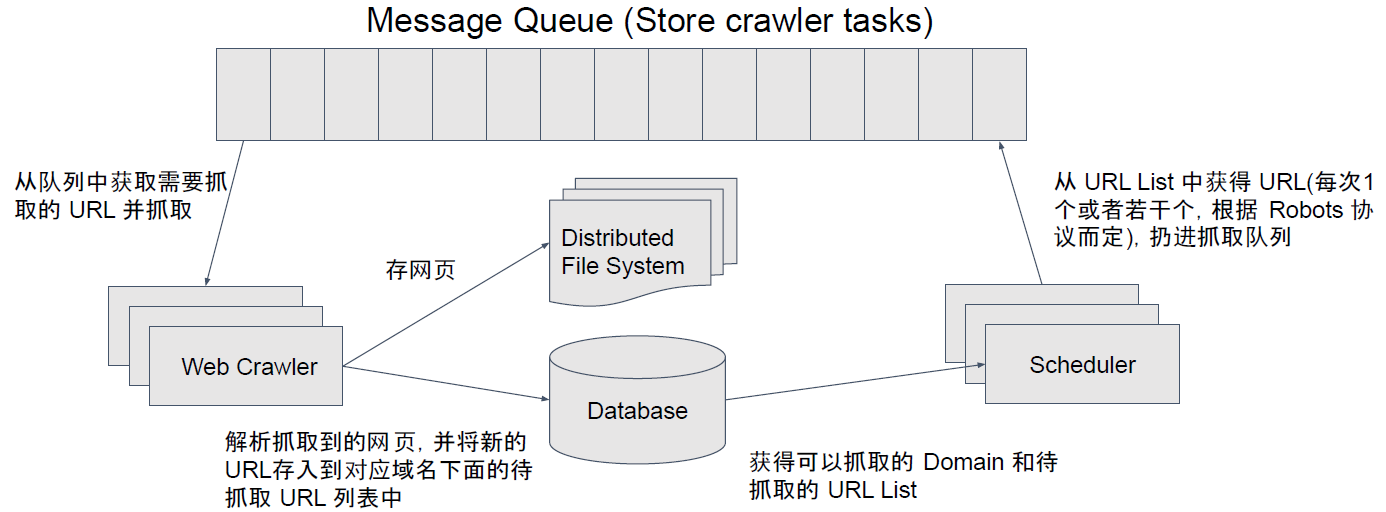 Message Queue (Store crawler tasks)
从队列中获取需要抓
取的 URL 并抓取
从 URL List 中获得 URL(每次1
个或者若干个, 根据 Robots 协
议而定), 扔进抓取队列
存网页
Distributed
File System
Web Crawler
Database
Scheduler
解析抓取到的网页, 并将新的
URL存入到对应域名下面的待
抓取 URL 列表中
获得可以抓取的 Domain 和待
抓取的 URL List